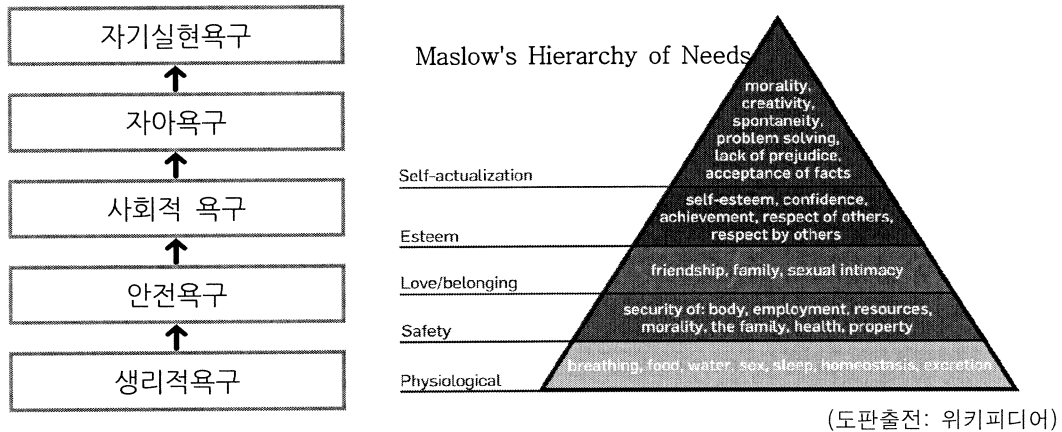 자기실현욕구
자아욕구
사회적 욕구
안전욕구
생리적욕구
Maslow's Hierarchy of Needs
morality,
creativity,
spontaneity,
problem solving,
lack of prejudice,
acceptance of facts
Self-actualization
self-esteem, confidence,
achievement, respect of others,
respect by others
Esteem
friendship, family, sexual intimacy
Love/belonging
security of: body, employment, resources,
morality, the family, health, property
Safety
breathing, food, water, sex, sleep, homeostasis, excretion
Physiological
(도판출전: 위키피디어)